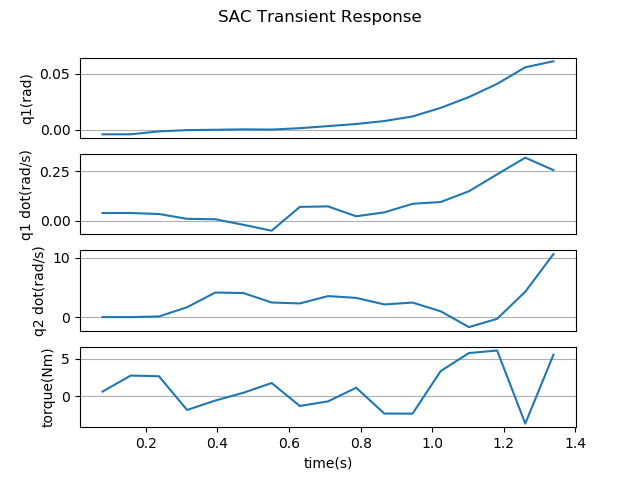 SAC Transient Response
q1(rad)
0.05
0.00
q1 dot(rad/s)
0.25
0.00
q2 dot(rad/s)
10
0
torque(Nm)
5
0
0.2 0.4 0.6 0.8 1.0 1.2 1.4
time(s)